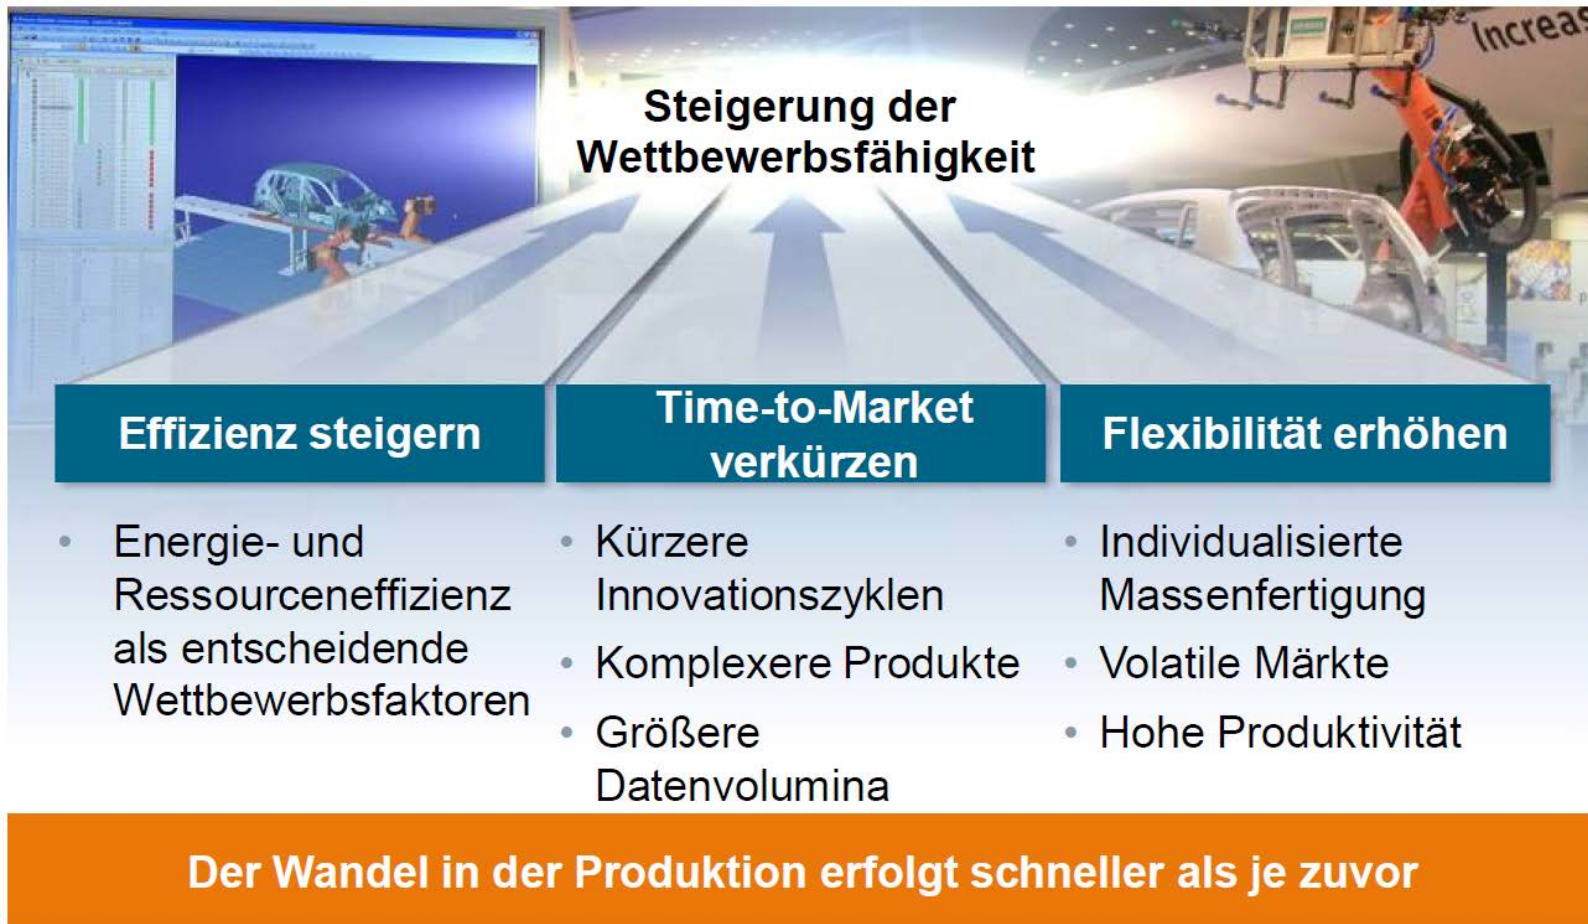 Increas
Steigerung der
Wettbewerbsfähigkeit
Effizienz steigern
Time-to-Market
verkürzen
Flexibilität erhöhen
• Energie- und
Ressourceneffizienz
als entscheidende
Wettbewerbsfaktoren
• Kürzere
Innovationszyklen
• Komplexere Produkte
• Größere
Datenvolumina
• Individualisierte
Massenfertigung
• Volatile Märkte
• Hohe Produktivität
Der Wandel in der Produktion erfolgt schneller als je zuvor